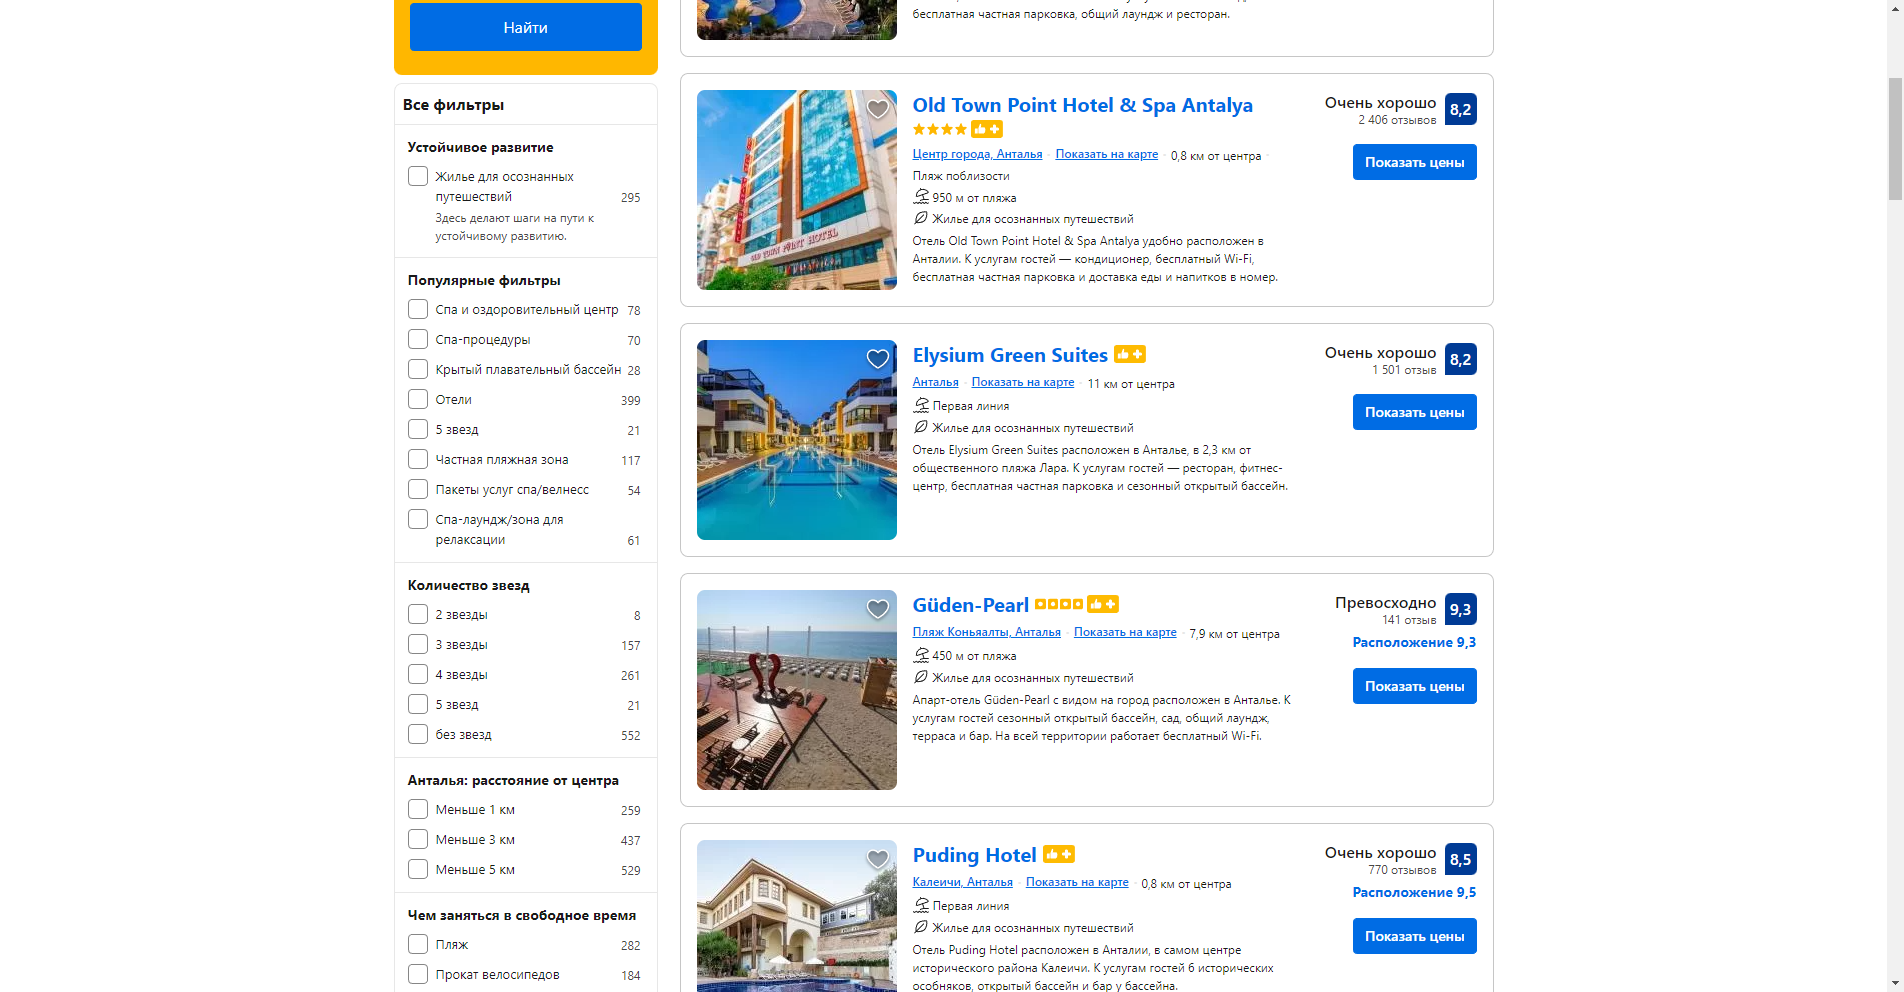 Найти
Все фильтры
Устойчивое развитие
Жилье для осознанных
путешествий 295
Здесь делают шаги на пути к
устойчивому развитию.
Популярные фильтры
Спа и оздоровительный центр 78
Спа-процедуры 70
Крытый плавательный бассейн 28
Отели 399
5 звезд 21
Частная пляжная зона 117
Пакеты услуг спа/велнесс 54
Спа-лаундж/зона для
релаксации 61
Количество звезд
2 звезды 8
3 звезды 157
4 звезды 261
5 звезд 21
без звезд 552
Анталья: расстояние от центра
Меньше 1 км 259
Меньше 3 км 437
Меньше 5 км 529
Чем заняться в свободное время
Пляж 282
Прокат велосипедов 184
бесплатная частная парковка, общий лаундж и ресторан.
OLD TOWN POINT HOTEL
Old Town Point Hotel & Spa Antalya
Очень хорошо 8,2
2 406 отзывов
Центр города, Анталья · Показать на карте · 0,8 км от центра ·
Показать цены
Пляж поблизости
950 м от пляжа
Жилье для осознанных путешествий
Отель Old Town Point Hotel & Spa Antalya удобно расположен в
Анталии. К услугам гостей — кондиционер, бесплатный Wi-Fi,
бесплатная частная парковка и доставка еды и напитков в номер.
Elysium Green Suites
Очень хорошо 8,2
1 501 отзыв
Анталья · Показать на карте · 11 км от центра
Показать цены
Первая линия
Жилье для осознанных путешествий
Отель Elysium Green Suites расположен в Анталье, в 2,3 км от
общественного пляжа Лара. К услугам гостей — ресторан, фитнес-
центр, бесплатная частная парковка и сезонный открытый бассейн.
Güden-Pearl
Превосходно 9,3
141 отзыв
Пляж Коньяалты, Анталья · Показать на карте · 7,9 км от центра
Расположение 9,3
Показать цены
450 м от пляжа
Жилье для осознанных путешествий
Апарт-отель Güden-Pearl с видом на город расположен в Анталье. К
услугам гостей сезонный открытый бассейн, сад, общий лаундж,
терраса и бар. На всей территории работает бесплатный Wi-Fi.
Puding Hotel
Очень хорошо 8,5
770 отзывов
Калеичи, Анталья · Показать на карте · 0,8 км от центра
Расположение 9,5
Показать цены
Первая линия
Жилье для осознанных путешествий
Отель Puding Hotel расположен в Анталии, в самом центре
исторического района Калеичи. К услугам гостей 6 исторических
особняков, открытый бассейн и бар у бассейна.